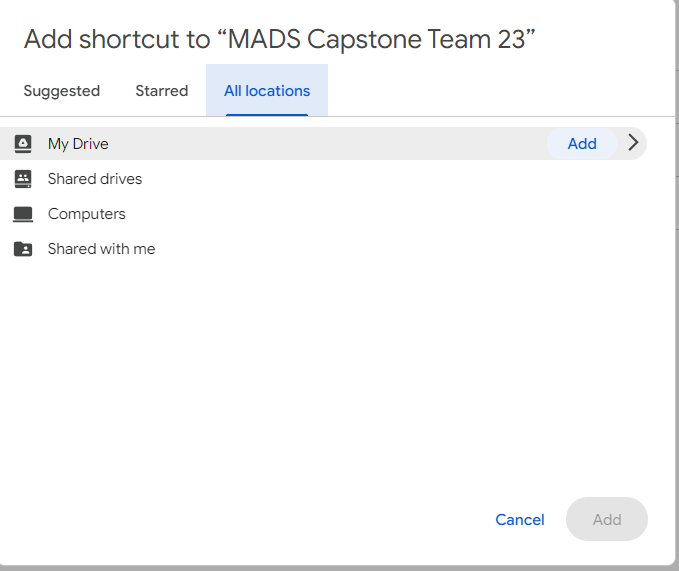 Add shortcut to “MADS Capstone Team 23”
Suggested Starred All locations
My Drive Add
Shared drives
Computers
Shared with me
Cancel Add